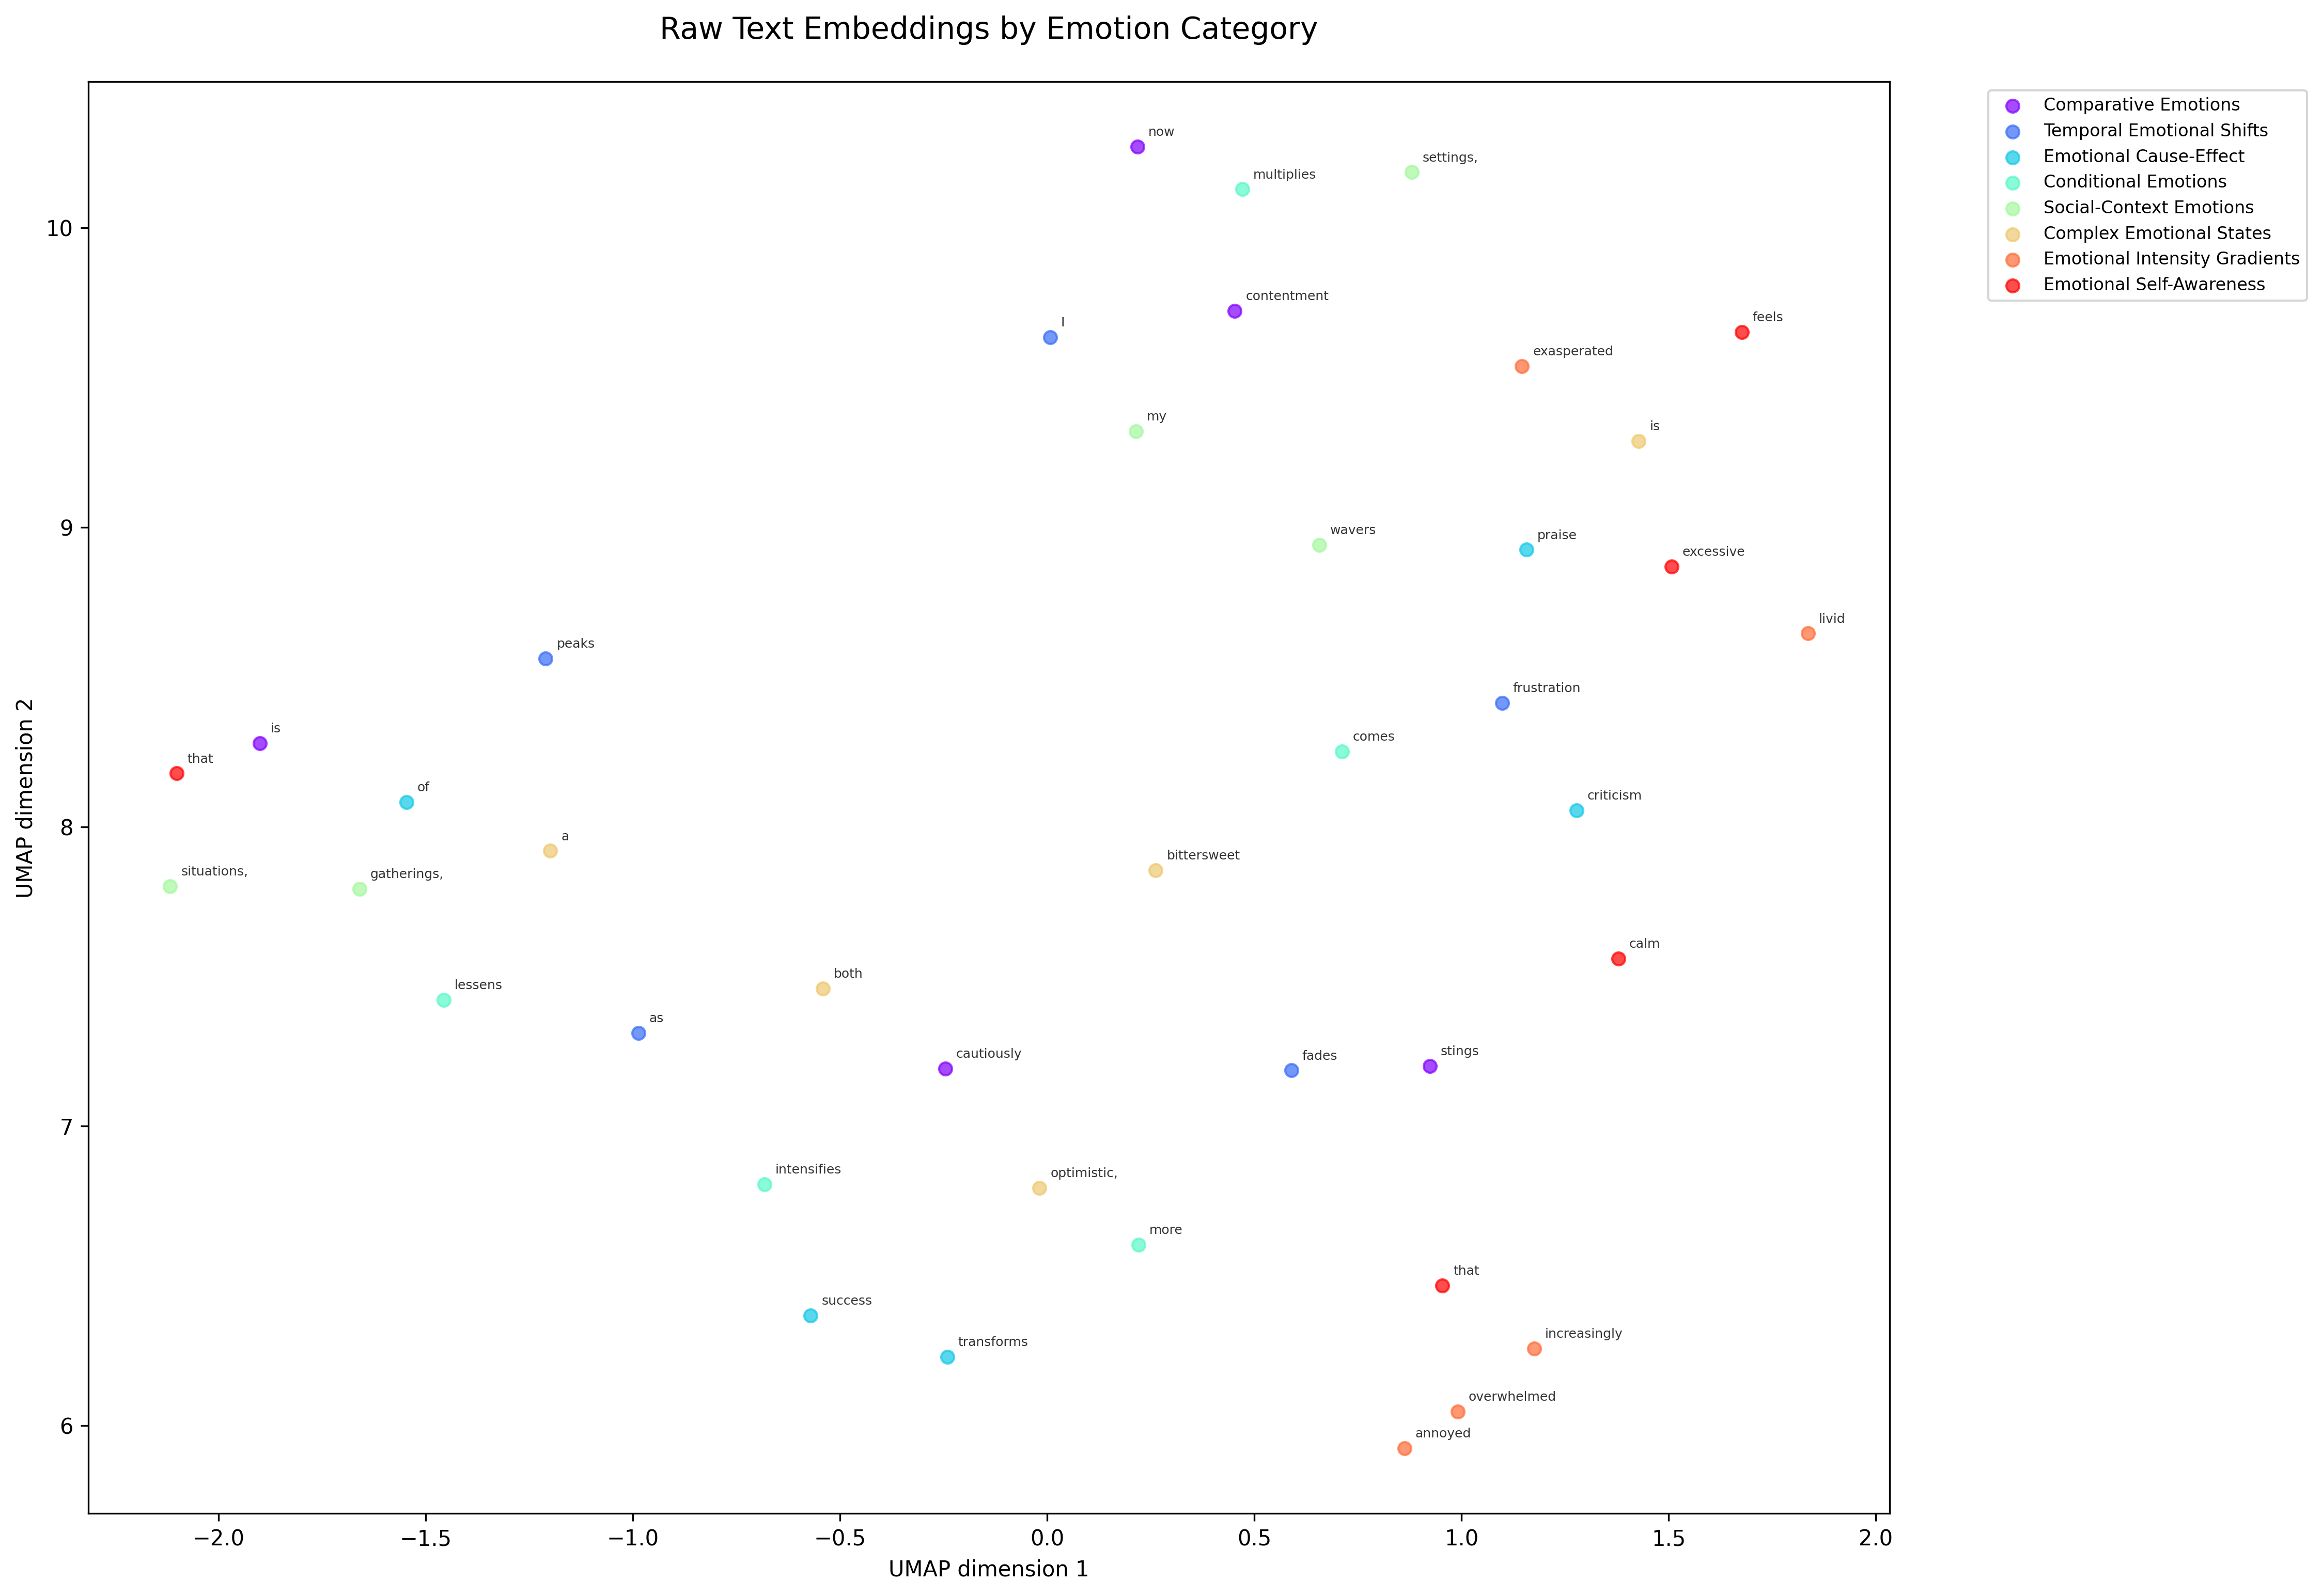 Raw Text Embeddings by Emotion Category
Comparative Emotions
Temporal Emotional Shifts
Emotional Cause-Effect
Conditional Emotions
Social-Context Emotions
Complex Emotional States
Emotional Intensity Gradients
Emotional Self-Awareness
now
settings,
multiplies
contentment
feels
I
exasperated
my
is
wavers
praise
excessive
livid
peaks
frustration
is
comes
that
of
criticism
a
bittersweet
situations,
gatherings,
calm
both
lessens
as
cautiously
fades
stings
intensifies
optimistic,
more
that
success
increasingly
transforms
overwhelmed
annoyed
10
9
8
7
6
UMAP dimension 2
−2.0 −1.5 −1.0 −0.5 0.0 0.5 1.0 1.5 2.0
UMAP dimension 1